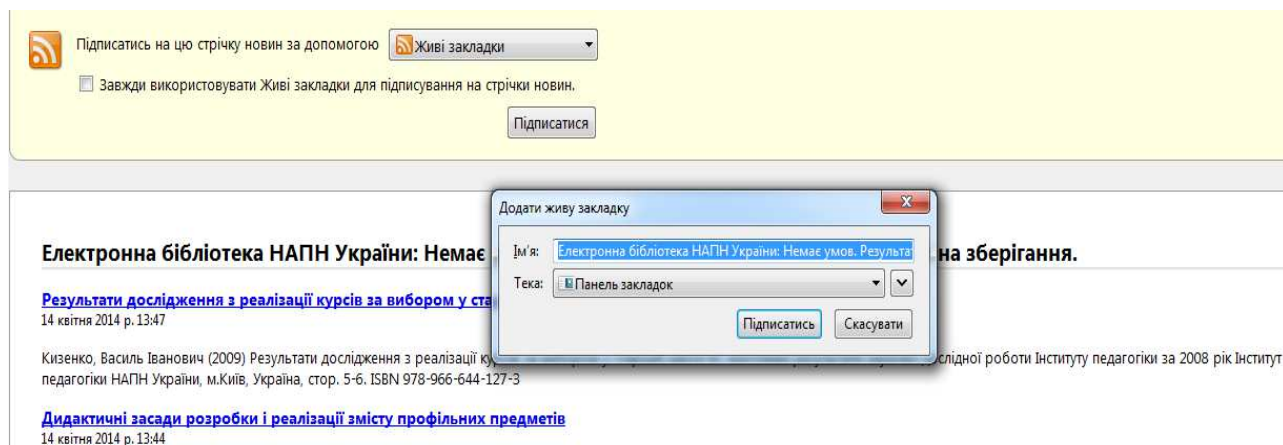 Підписатись на цю стрічку новин за допомогою Живі закладки
Завжди використовувати Живі закладки для підписування на стрічки новин.
Підписатися
Додати живу закладку
Ім'я: Електронна бібліотека НАПН України: Немає умов. Результа
Тека: Панель закладок
Підписатись Скасувати
Електронна бібліотека НАПН України: Немає на зберігання.
Результати дослідження з реалізації курсів за вибором у ста
14 квітня 2014 р. 13:47
Кизенко, Василь Іванович (2009) Результати дослідження з реалізації слідної роботи Інституту педагогіки за 2008 рік Інститут
педагогіки НАПН України, м.Київ, Україна, стор. 5-6. ISBN 978-966-644-127-3
Дидактичні засади розробки і реалізації змісту профільних предметів
14 квітня 2014 р. 13:44